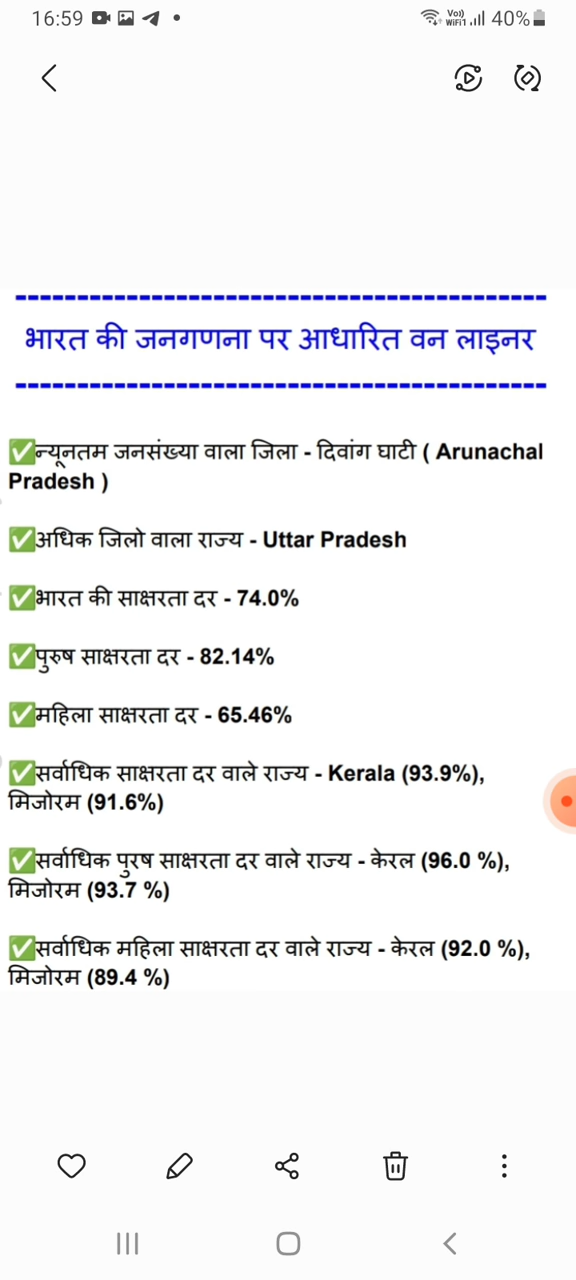 16:59
Vo)) WiFi1 40%
भारत की जनगणना पर आधारित वन लाइनर
✅न्यूनतम जनसंख्या वाला जिला - दिवांग घाटी ( Arunachal
Pradesh )
✅अधिक जिलो वाला राज्य - Uttar Pradesh
✅भारत की साक्षरता दर - 74.0%
✅पुरुष साक्षरता दर - 82.14%
✅महिला साक्षरता दर - 65.46%
✅सर्वाधिक साक्षरता दर वाले राज्य - Kerala (93.9%),
मिजोरम (91.6%)
✅सर्वाधिक पुरष साक्षरता दर वाले राज्य - केरल (96.0 %),
मिजोरम (93.7 %)
✅सर्वाधिक महिला साक्षरता दर वाले राज्य - केरल (92.0 %),
मिजोरम (89.4 %)